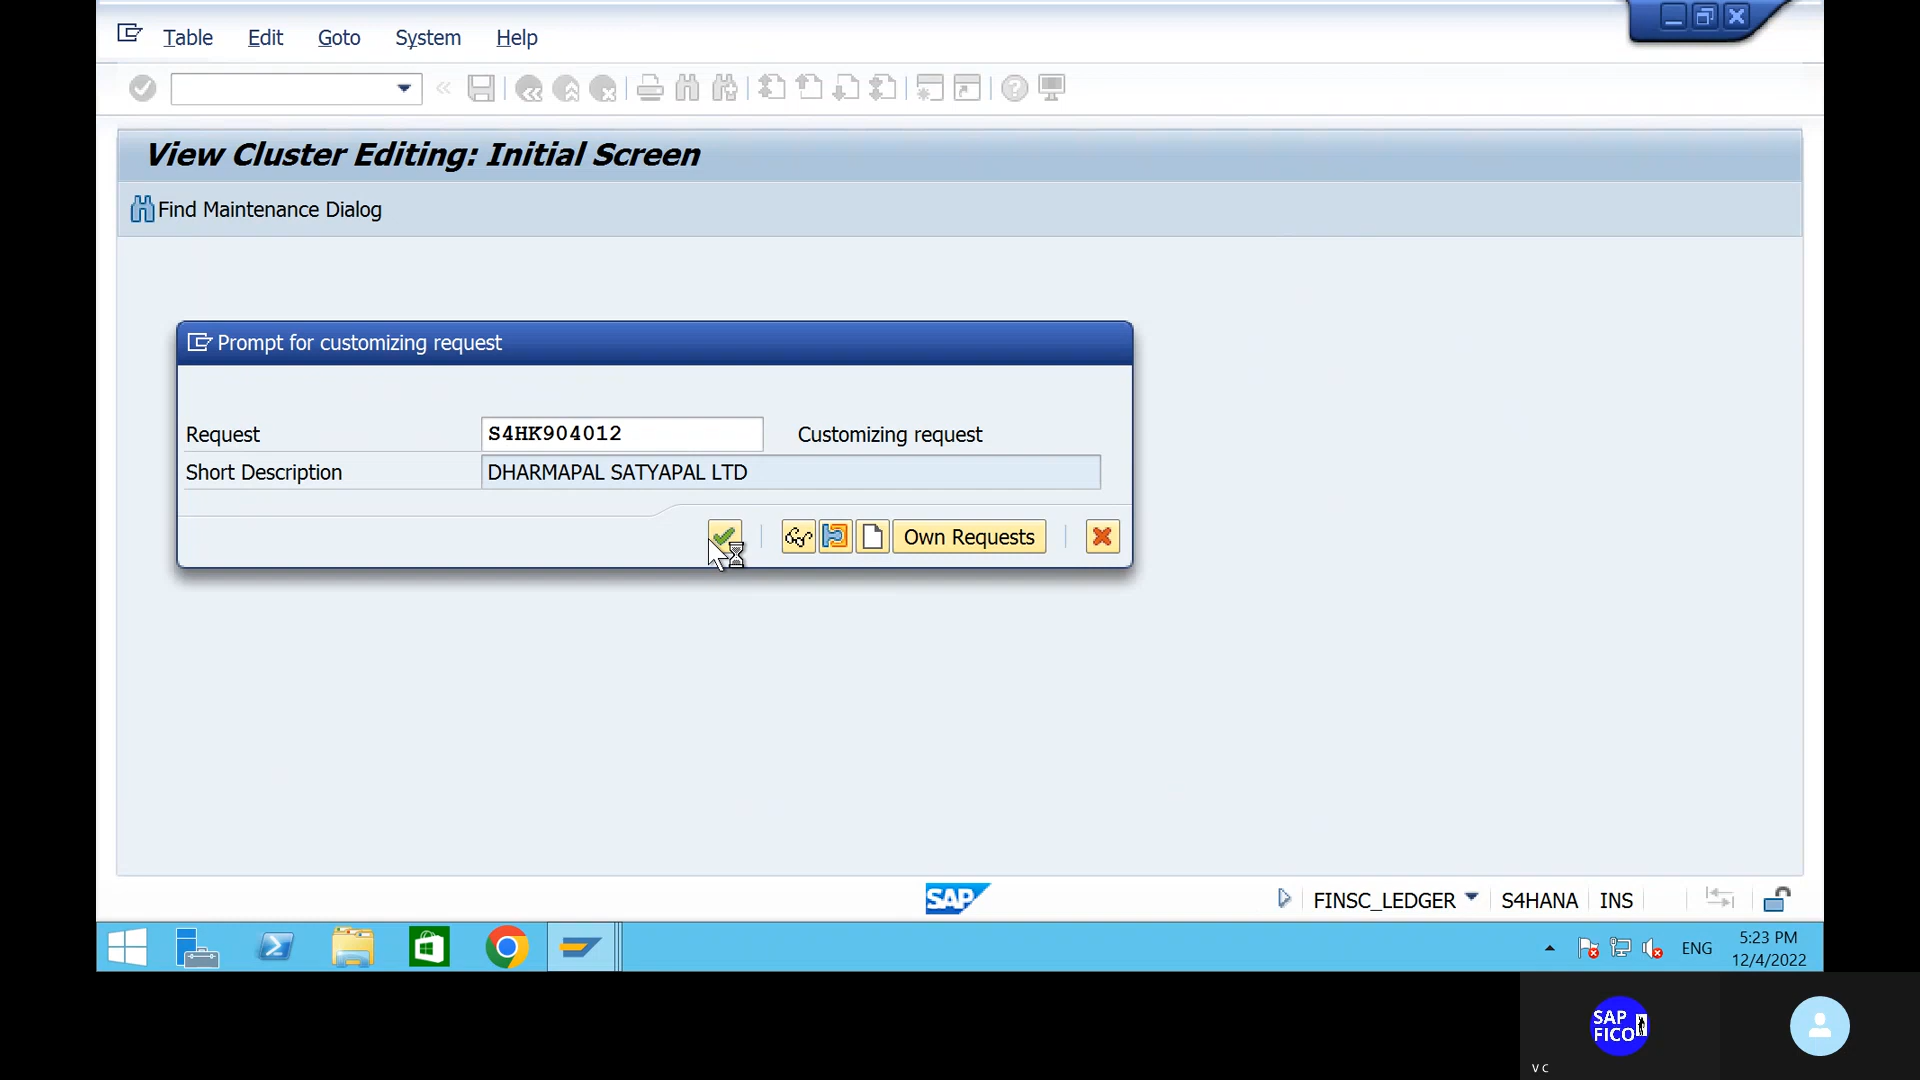 Table Edit Goto System Help
View Cluster Editing: Initial Screen
Find Maintenance Dialog
Prompt for customizing request
Request S4HK904012 Customizing request
Short Description DHARMAPAL SATYAPAL LTD
Own Requests
SAP FINSC_LEDGER S4HANA INS
ENG 5:23 PM
12/4/2022
SAP
FICO
V C